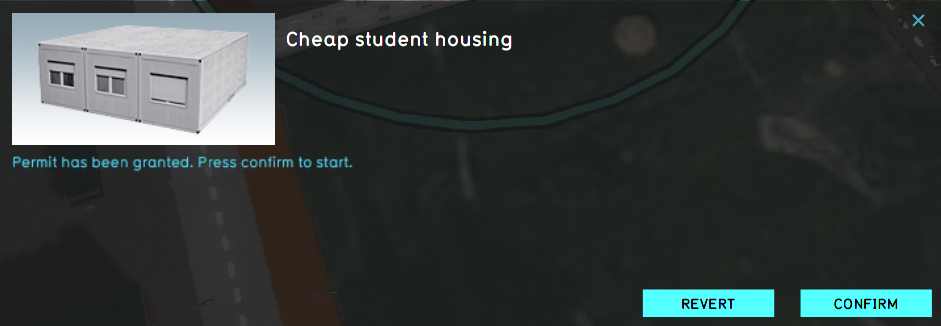 Cheap student housing
Permit has been granted. Press confirm to start.
REVERT
CONFIRM